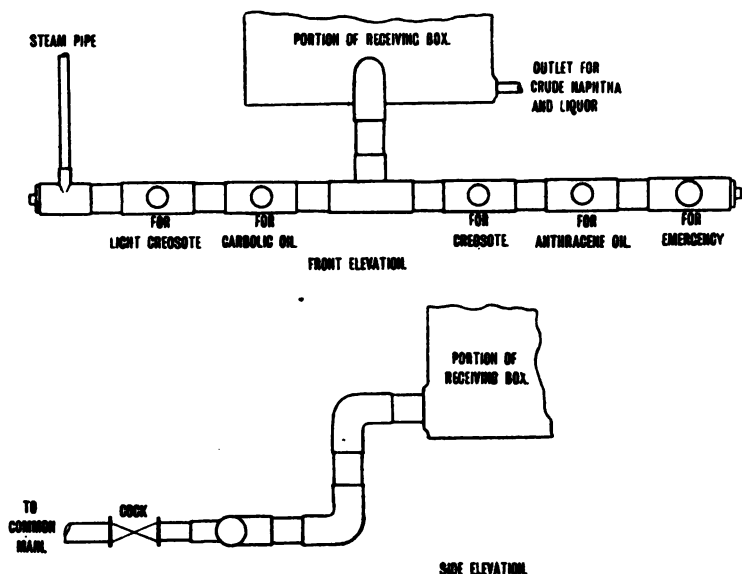 STEAM PIPE
PORTION OF RECEIVING BOX.
OUTLET FOR
CRUDE NAPHTHA
AND LIQUOR
FOR
LIGHT CREOSOTE
FOR
CARBOLIC OIL
FOR
CREOSOTE.
FOR
ANTHRACENE OIL.
FOR
EMERGENCY
FRONT ELEVATION.
PORTION OF
RECEIVING BOX.
TO
COMMON
MAIN.
COCK
SIDE ELEVATION.